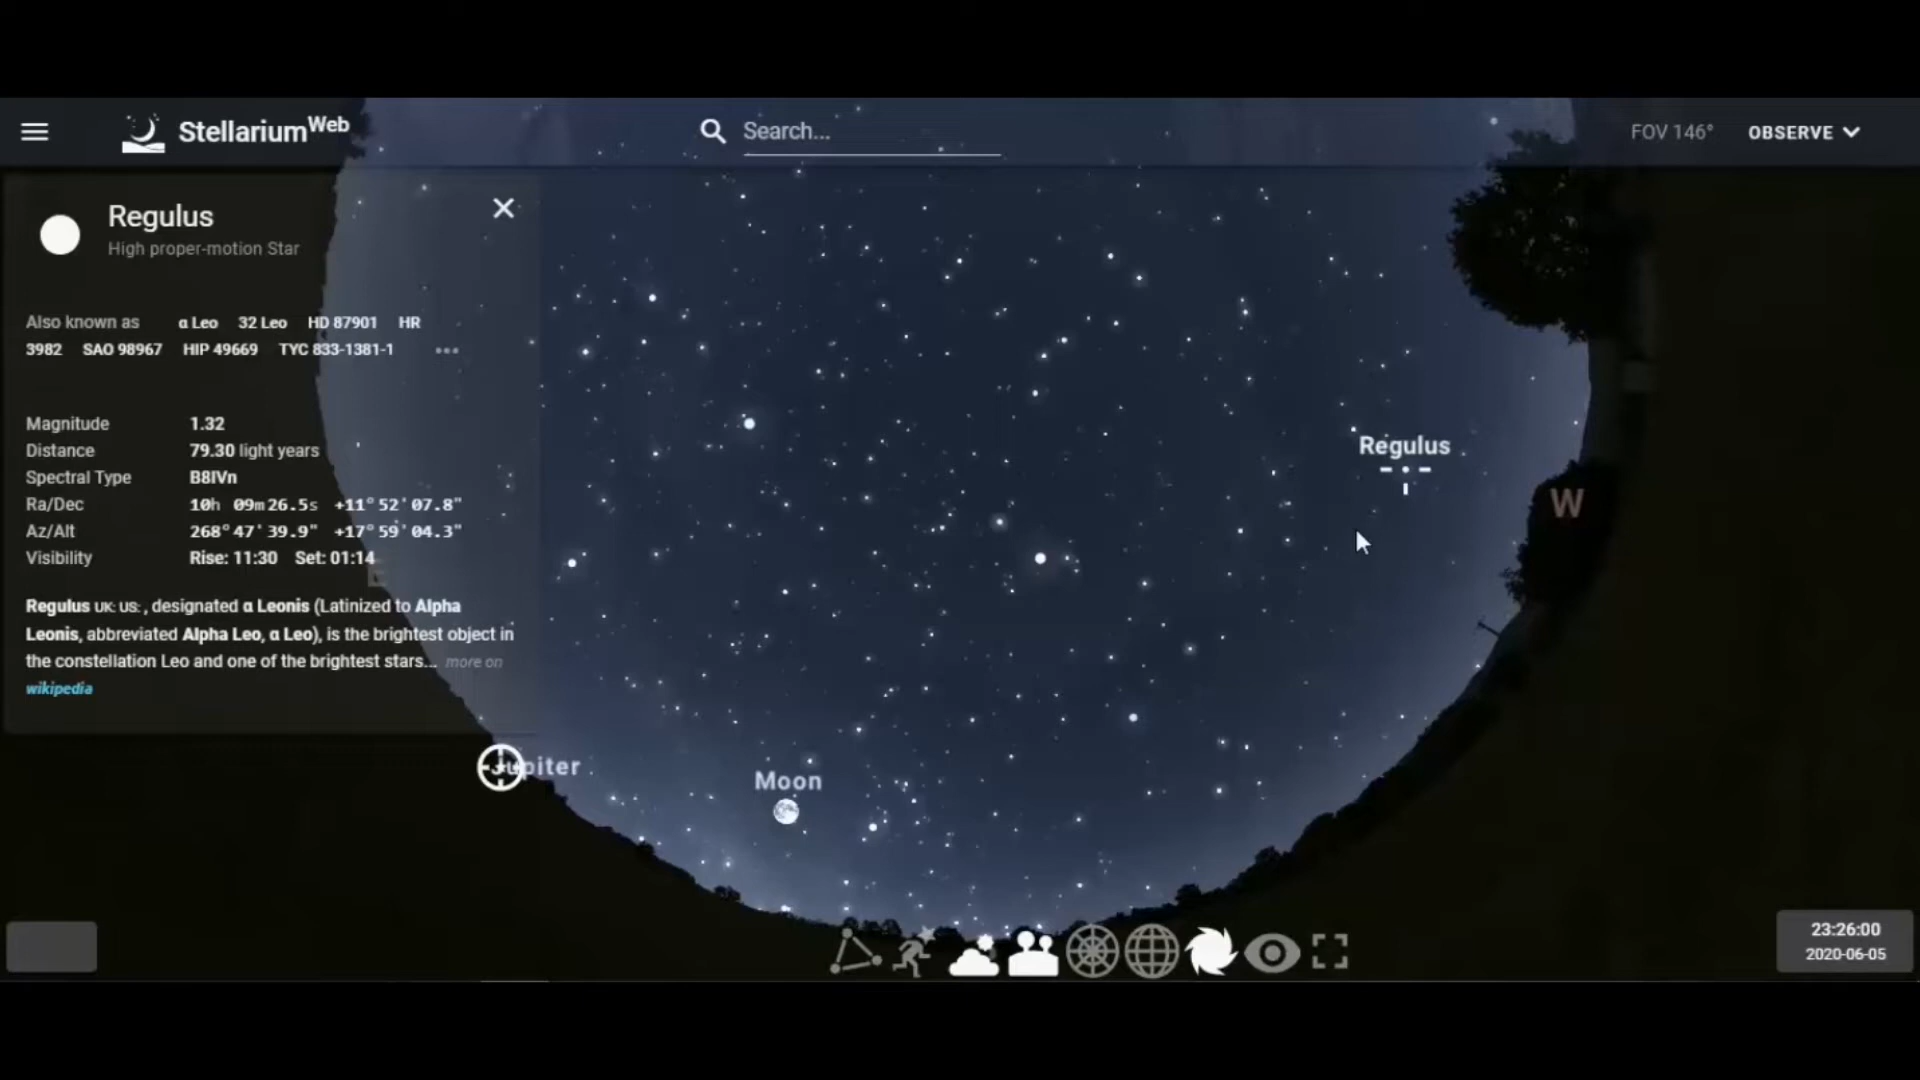 StellariumWeb
Search...
FOV 146°
OBSERVE
Regulus
High proper-motion Star
Also known as α Leo 32 Leo HD 87901 HR
3982 SAO 98967 HIP 49669 TYC 833-1381-1 •••
Magnitude 1.32
Distance 79.30 light years
Spectral Type B8IVn
Ra/Dec 10h 09m 26.5s +11°52'07.8"
Az/Alt 268°47'39.9" +17°59'04.3"
Visibility Rise: 11:30 Set: 01:14
E
Regulus UK: US: , designated α Leonis (Latinized to Alpha
Leonis, abbreviated Alpha Leo, α Leo), is the brightest object in
the constellation Leo and one of the brightest stars... more on
wikipedia
Regulus
W
Jupiter
Moon
23:26:00
2020-06-05